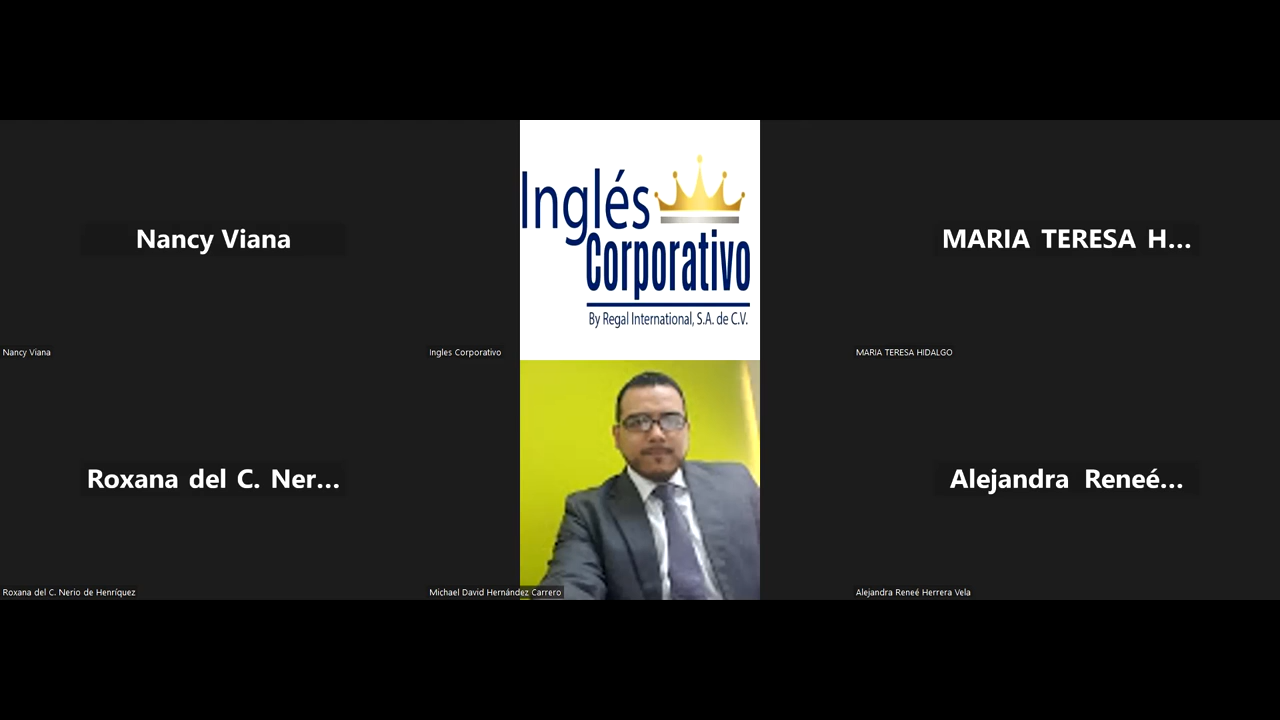 Nancy Viana
Inglés
Corporativo
By Regal International, S.A. de C.V.
MARIA TERESA H...
Nancy Viana
Ingles Corporativo
MARIA TERESA HIDALGO
Roxana del C. Ner...
Alejandra Reneé...
Roxana del C. Nerio de Henríquez
Michael David Hernández Carrero
Alejandra Reneé Herrera Vela